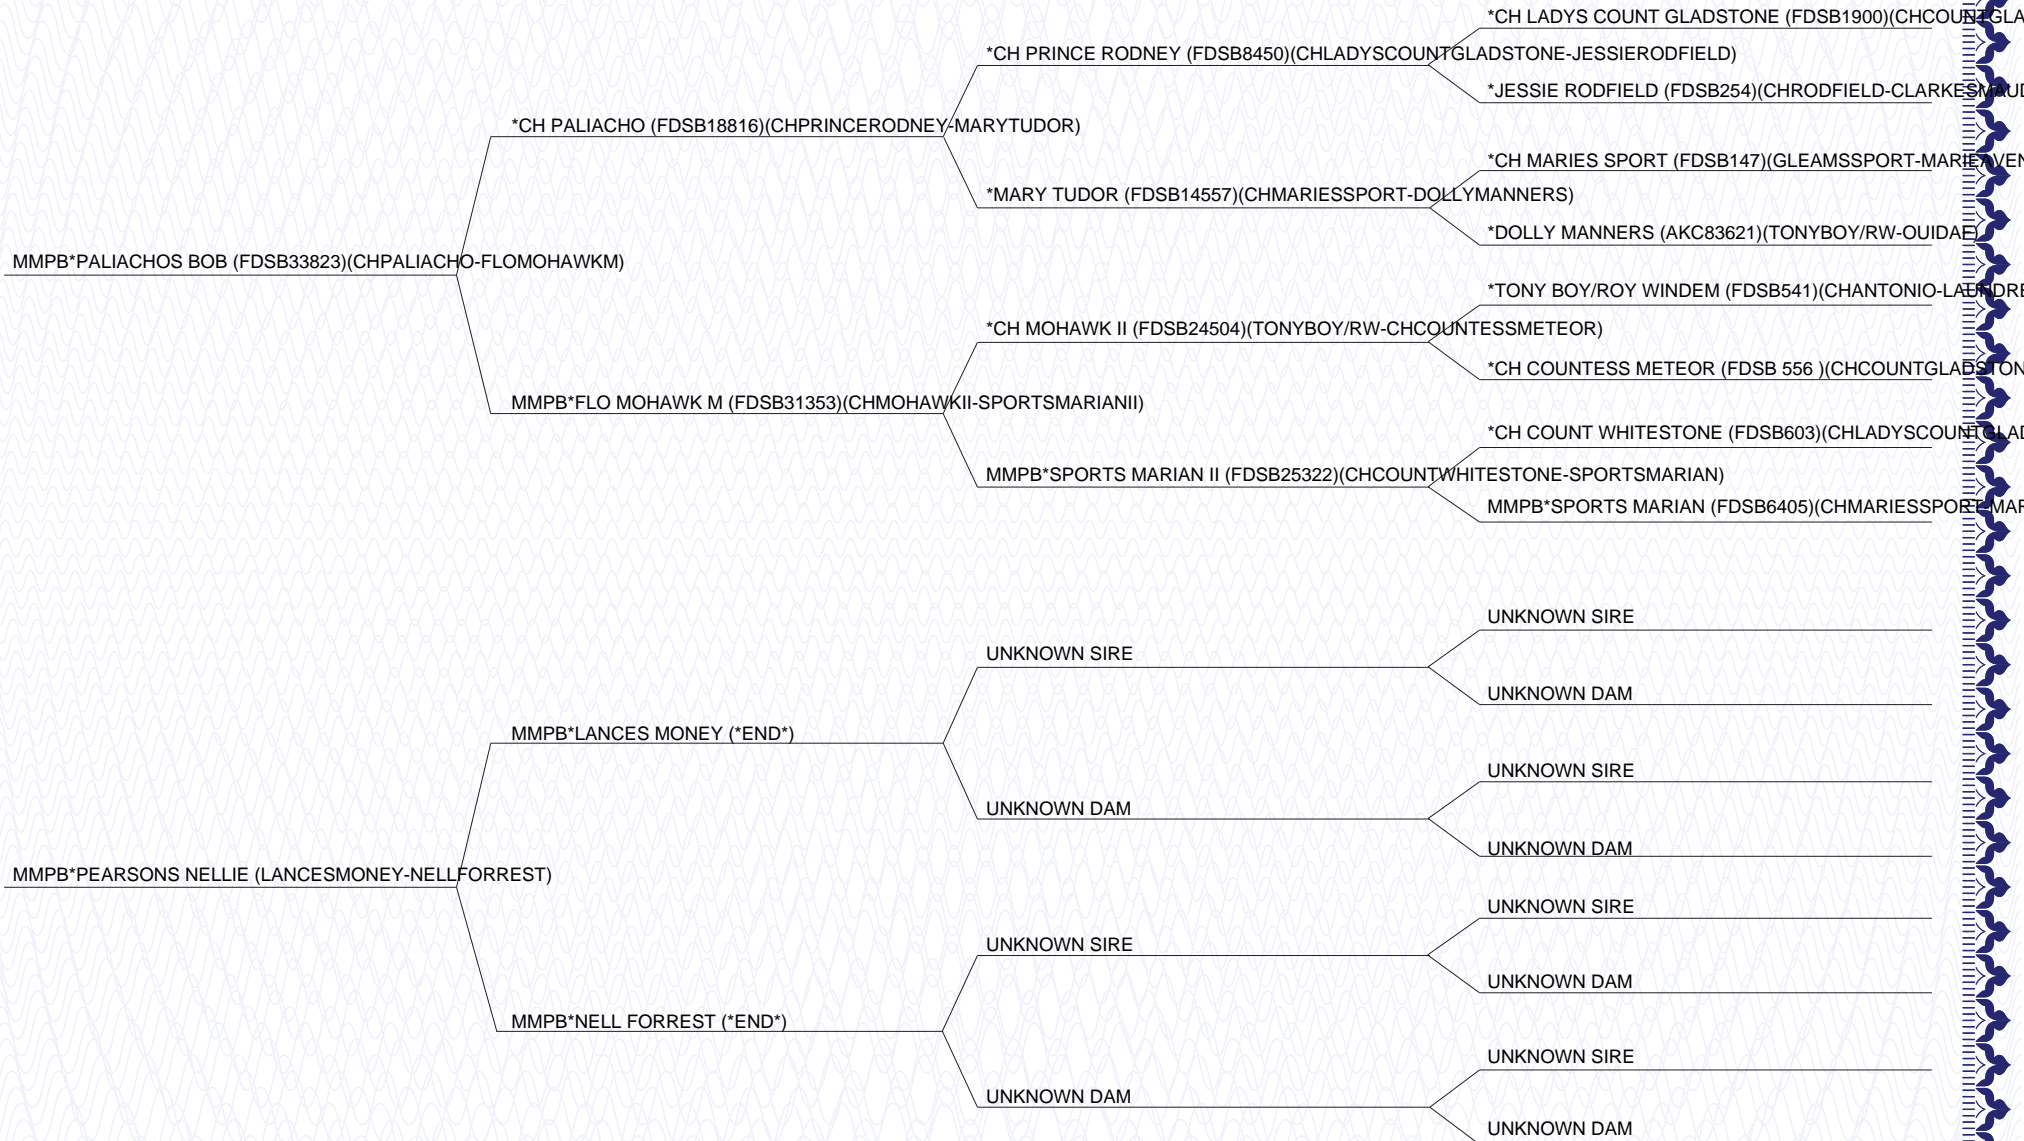 *CH LADYS COUNT GLADSTONE (FDSB1900)(CHCOUNTGLA
*CH PRINCE RODNEY (FDSB8450)(CHLADYSCOUNTGLADSTONE-JESSIERODFIELD)
*JESSIE RODFIELD (FDSB254)(CHRODFIELD-CLARKESMAUD
*CH PALIACHO (FDSB18816)(CHPRINCERODNEY-MARYTUDOR)
*CH MARIES SPORT (FDSB147)(GLEAMSSPORT-MARIEAVEN
*MARY TUDOR (FDSB14557)(CHMARIESSPORT-DOLLYMANNERS)
*DOLLY MANNERS (AKC83621)(TONYBOY/RW-OUIDAF)
MMPB*PALIACHOS BOB (FDSB33823)(CHPALIACHO-FLOMOHAWKM)
*TONY BOY/ROY WINDEM (FDSB541)(CHANTONIO-LAUNDRE
*CH MOHAWK II (FDSB24504)(TONYBOY/RW-CHCOUNTESSMETEOR)
*CH COUNTESS METEOR (FDSB 556 )(CHCOUNTGLADSTON
MMPB*FLO MOHAWK M (FDSB31353)(CHMOHAWKII-SPORTSMARIANII)
*CH COUNT WHITESTONE (FDSB603)(CHLADYSCOUNTGLAD
MMPB*SPORTS MARIAN II (FDSB25322)(CHCOUNTWHITESTONE-SPORTSMARIAN)
MMPB*SPORTS MARIAN (FDSB6405)(CHMARIESSPORT-MAR
UNKNOWN SIRE
UNKNOWN SIRE
UNKNOWN DAM
MMPB*LANCES MONEY (*END*)
UNKNOWN SIRE
UNKNOWN DAM
UNKNOWN DAM
MMPB*PEARSONS NELLIE (LANCESMONEY-NELLFORREST)
UNKNOWN SIRE
UNKNOWN SIRE
UNKNOWN DAM
MMPB*NELL FORREST (*END*)
UNKNOWN SIRE
UNKNOWN DAM
UNKNOWN DAM